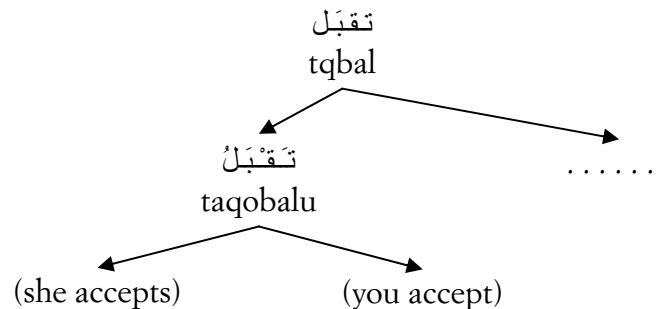 تقبَل
tqbal
تَقْبَلُ
. . . . . .
taqobalu
(she accepts) (you accept)